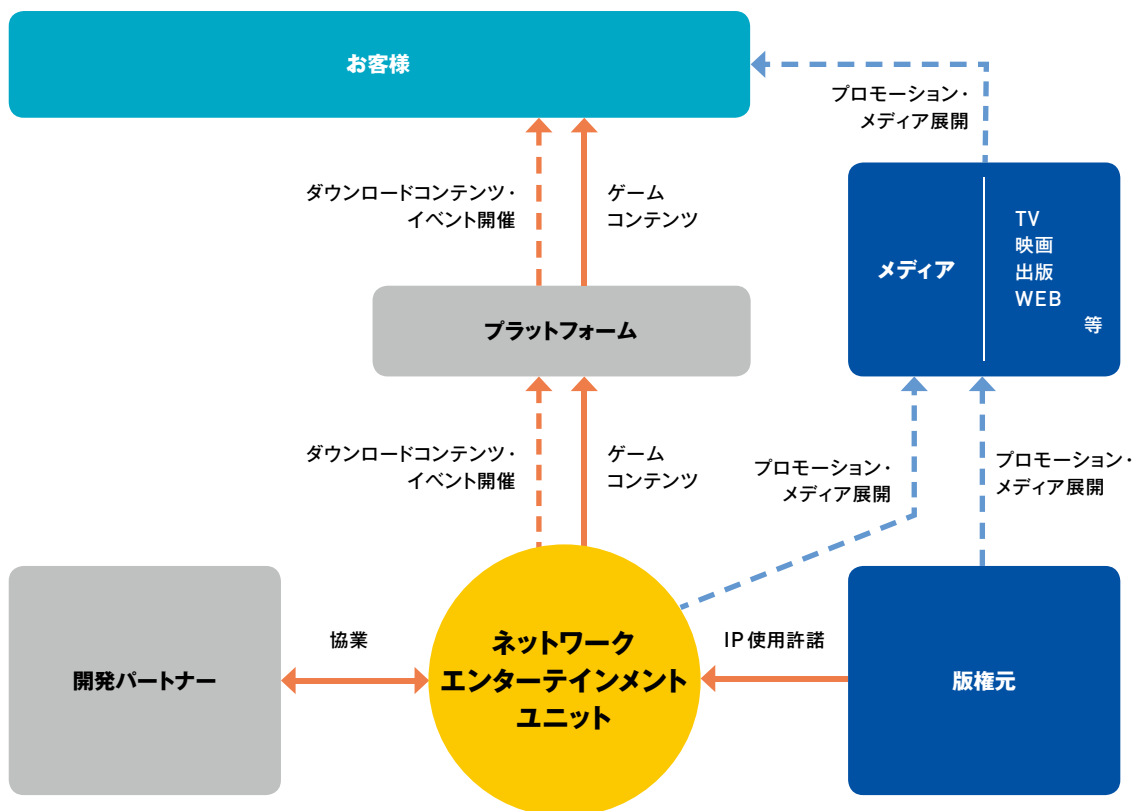 お客様
プロモーション・
メディア展開
ダウンロードコンテンツ・
イベント開催
ゲーム
コンテンツ
メディア
TV
映画
出版
WEB
等
プラットフォーム
ダウンロードコンテンツ・
イベント開催
ゲーム
コンテンツ
プロモーション・
メディア展開
プロモーション・
メディア展開
開発パートナー
協業
ネットワーク
エンターテインメント
ユニット
IP使用許諾
版権元